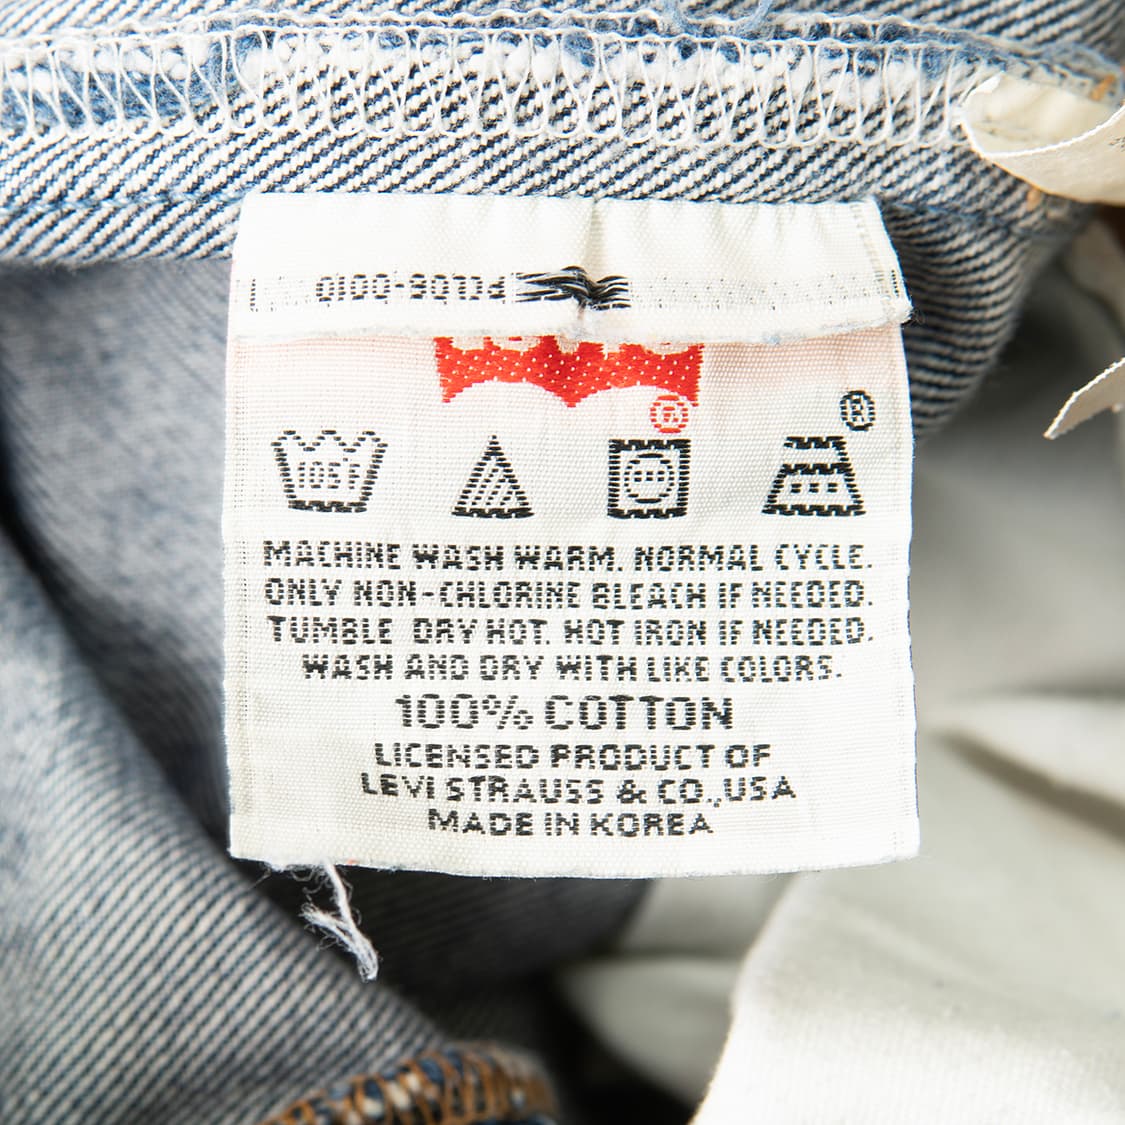 ®
®
105°F
MACHINE WASH WARM. NORMAL CYCLE.
ONLY NON-CHLORINE BLEACH IF NEEDED.
TUMBLE DRY HOT. HOT IRON IF NEEDED.
WASH AND DRY WITH LIKE COLORS.
100% COTTON
LICENSED PRODUCT OF
LEVI STRAUSS & CO., USA
MADE IN KOREA